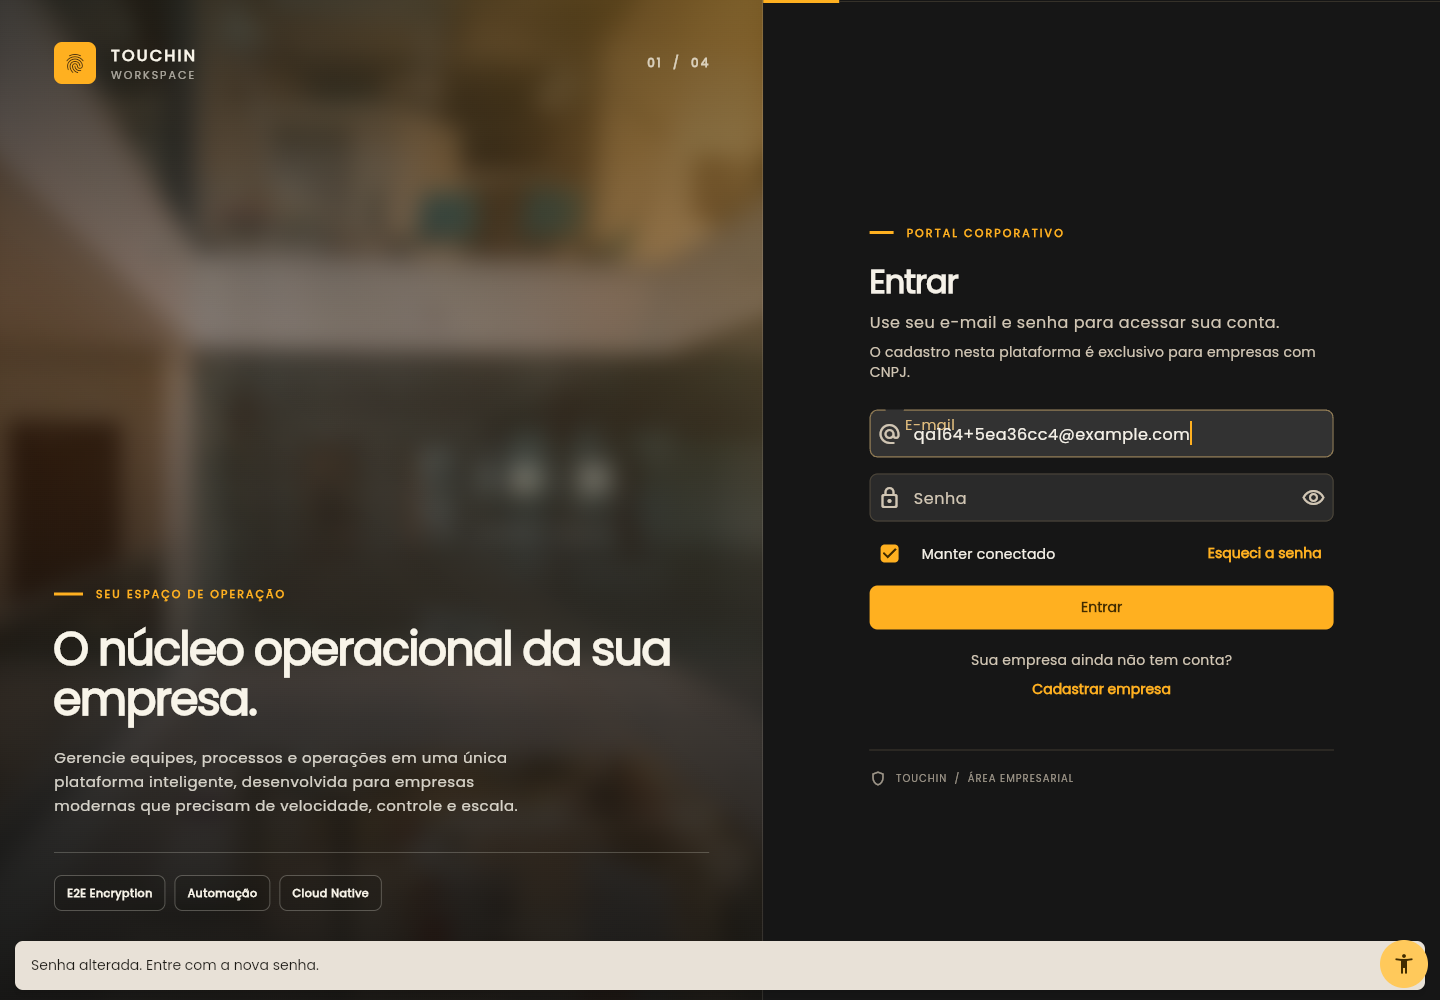 TOUCHIN
WORKSPACE
01 / 04
SEU ESPAÇO DE OPERAÇÃO
O núcleo operacional da sua
empresa.
Gerencie equipes, processos e operações em uma única
plataforma inteligente, desenvolvida para empresas
modernas que precisam de velocidade, controle e escala.
E2E Encryption
Automação
Cloud Native
PORTAL CORPORATIVO
Entrar
Use seu e-mail e senha para acessar sua conta.
O cadastro nesta plataforma é exclusivo para empresas com
CNPJ.
E-mail
qa164+5ea36cc4@example.com
Senha
Manter conectado
Esqueci a senha
Entrar
Sua empresa ainda não tem conta?
Cadastrar empresa
TOUCHIN / ÁREA EMPRESARIAL
Senha alterada. Entre com a nova senha.